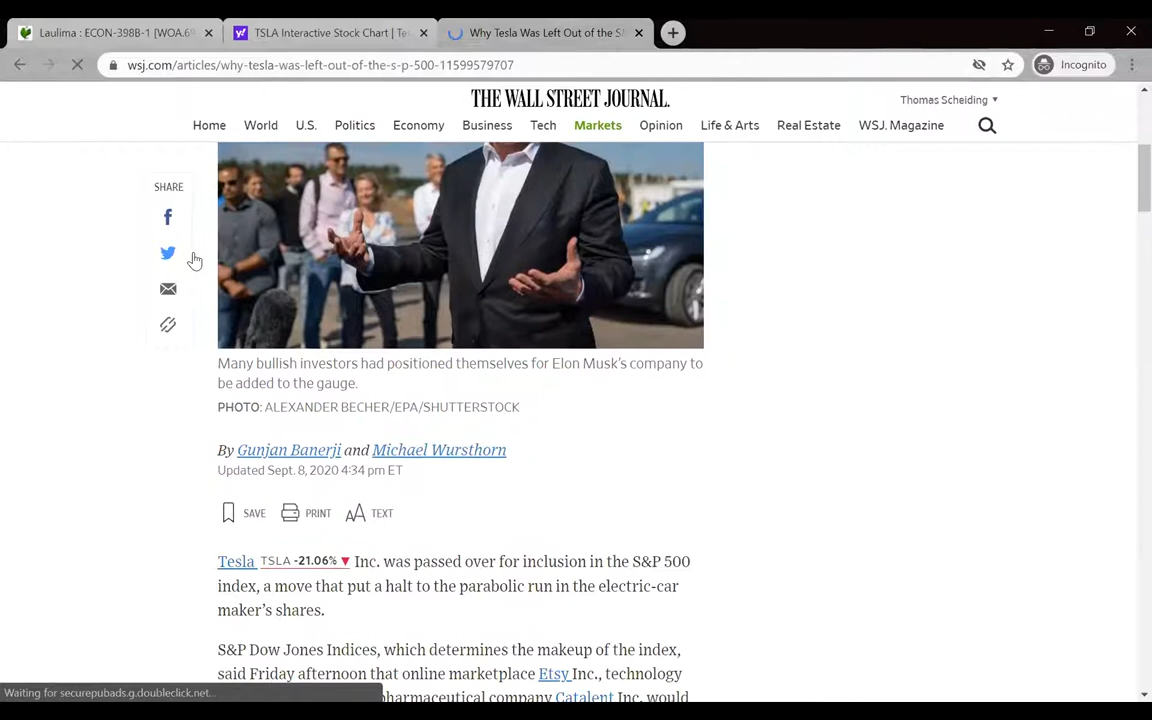 Laulima : ECON-398B-1 [WOA.6
TSLA Interactive Stock Chart | Te
Why Tesla Was Left Out of the S
wsj.com/articles/why-tesla-was-left-out-of-the-s-p-500-11599579707
Incognito
THE WALL STREET JOURNAL.
Thomas Scheiding
Home World U.S. Politics Economy Business Tech Markets Opinion Life & Arts Real Estate WSJ. Magazine
SHARE
Many bullish investors had positioned themselves for Elon Musk's company to
be added to the gauge.
PHOTO: ALEXANDER BECHER/EPA/SHUTTERSTOCK
By Gunjan Banerji and Michael Wursthorn
Updated Sept. 8, 2020 4:34 pm ET
SAVE PRINT AA TEXT
Tesla TSLA -21.06% ▼ Inc. was passed over for inclusion in the S&P 500
index, a move that put a halt to the parabolic run in the electric-car
maker's shares.
S&P Dow Jones Indices, which determines the makeup of the index,
said Friday afternoon that online marketplace Etsy Inc., technology
pharmaceutical company Catalent Inc. would
Waiting for securepubads.g.doubleclick.net...